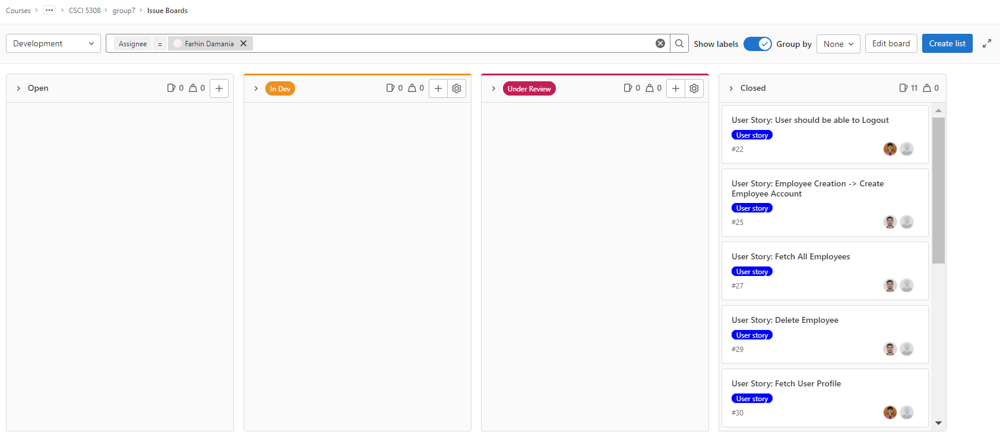 Courses > ... > CSCI 5308 > group7 > Issue Boards
Development
Assignee = Farhin Damania
Show labels
Group by
None
Edit board
Create list
Open 0 0
In Dev 0 0
Under Review 0 0
Closed 11 0
User Story: User should be able to Logout
User story
#22
User Story: Employee Creation -> Create
Employee Account
User story
#25
User Story: Fetch All Employees
User story
#27
User Story: Delete Employee
User story
#29
User Story: Fetch User Profile
User story
#30